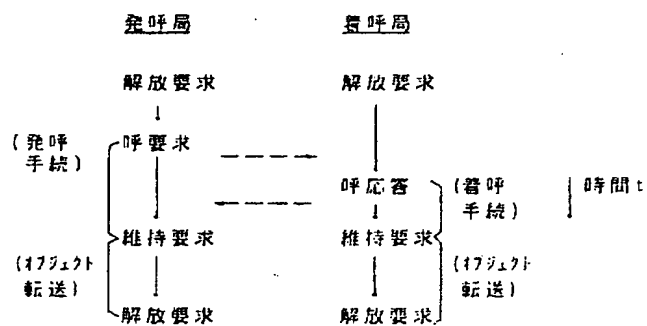 発呼局 着呼局
解放要求 解放要求
(発呼
手続)
呼要求
呼応答
(着呼
手続)
時間t
維持要求 維持要求
(オブジェクト
転送)
(オブジェクト
転送)
解放要求 解放要求